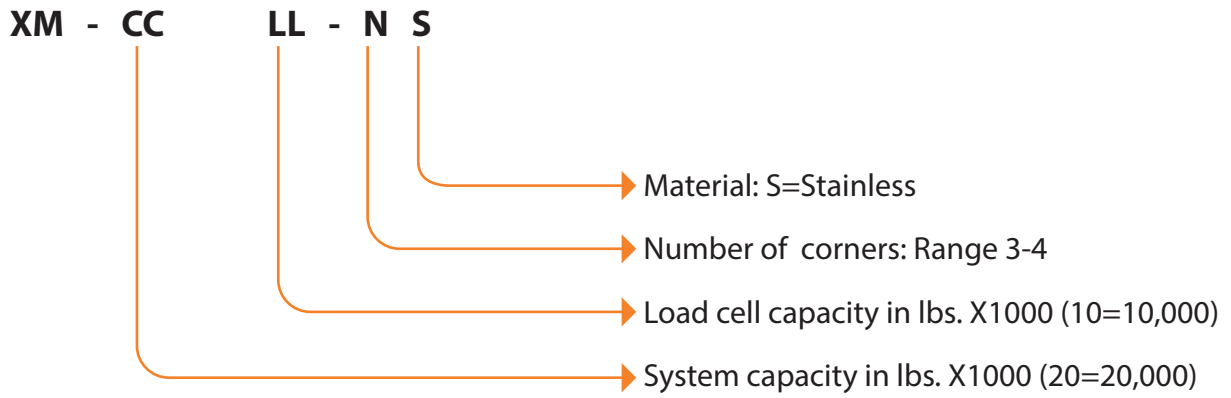 XM - CC LL - N S
Material: S=Stainless
Number of corners: Range 3-4
Load cell capacity in lbs. X1000 (10=10,000)
System capacity in lbs. X1000 (20=20,000)